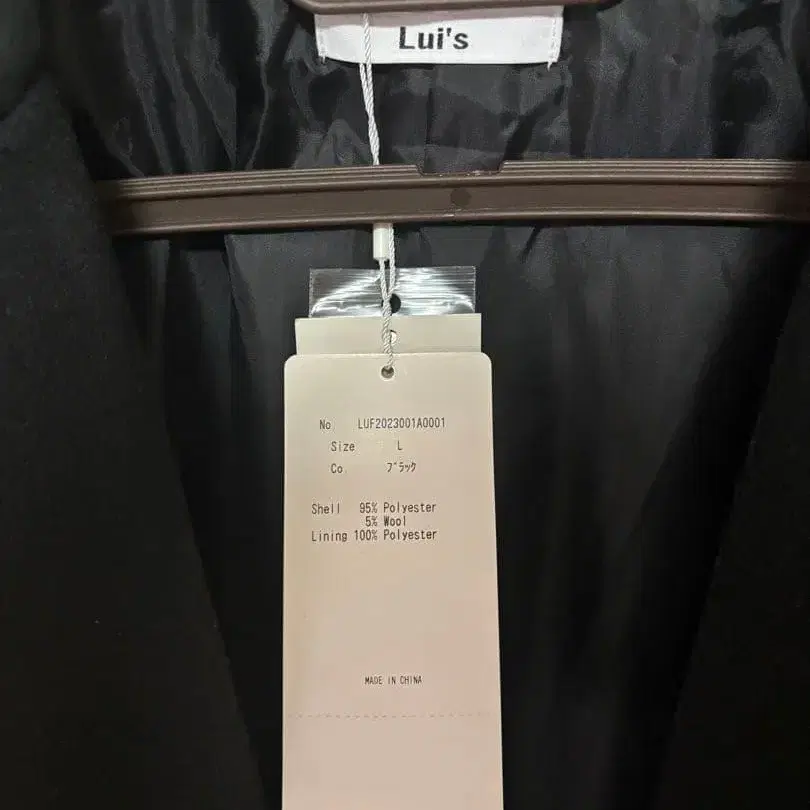 Lui's
No LUF2023001A0001
Size L
Co. ブラック
Shell 95% Polyester
5% Wool
Lining 100% Polyester
MADE IN CHINA